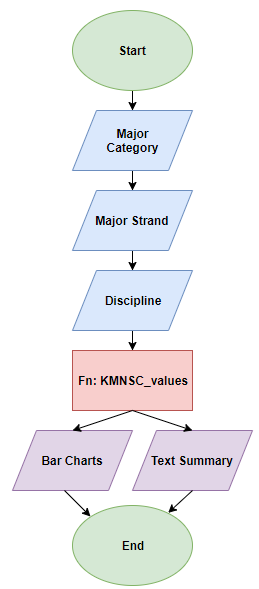 Start
Major
Category
Major Strand
Discipline
Fn: KMNSC_values
Bar Charts
Text Summary
End